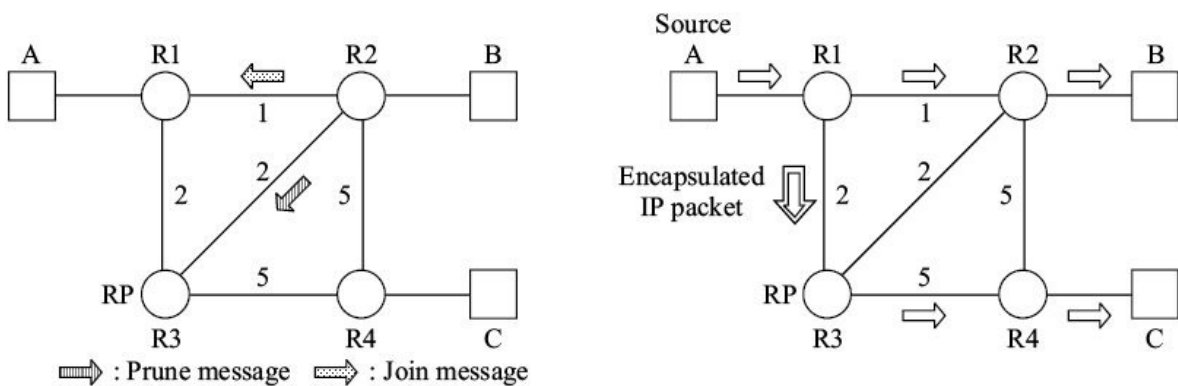 A R1 R2 B
1
2 2 5
RP 5
R3 R4 C
: Prune message : Join message
Source
A R1 R2 B
1
Encapsulated
IP packet
2 2 5
RP 5
R3 R4 C